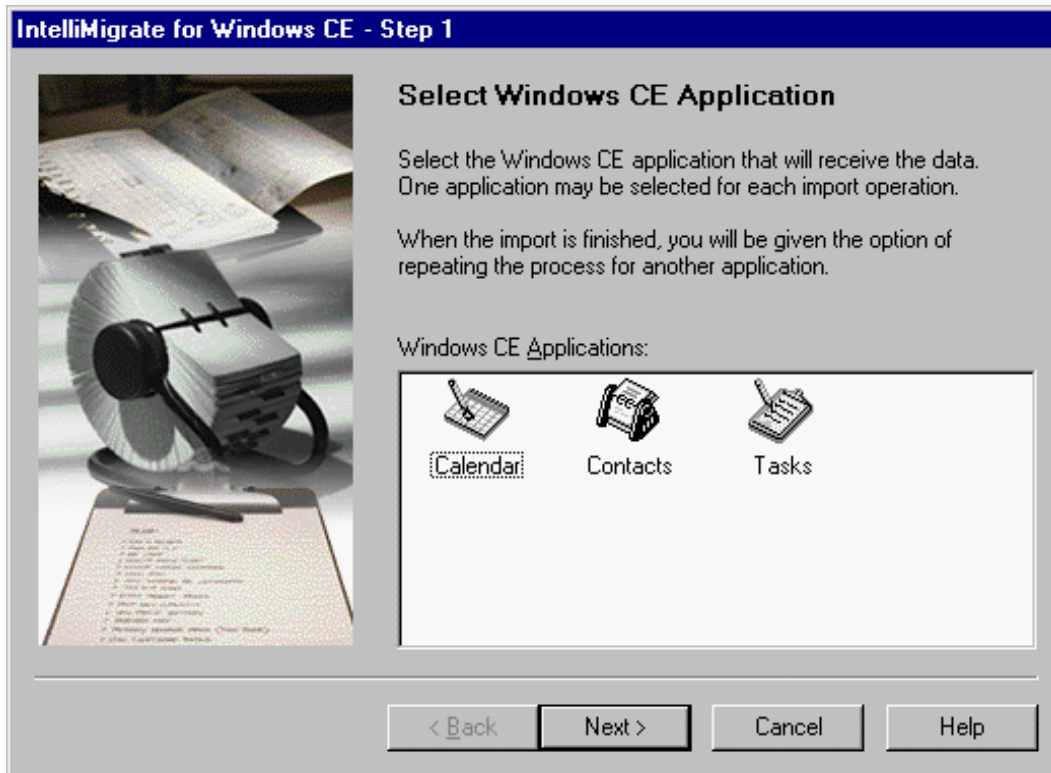 IntelliMigrate for Windows CE - Step 1
Select Windows CE Application
Select the Windows CE application that will receive the data.
One application may be selected for each import operation.
When the import is finished, you will be given the option of
repeating the process for another application.
Windows CE Applications:
CE
Calendar Contacts Tasks
< Back Next > Cancel Help